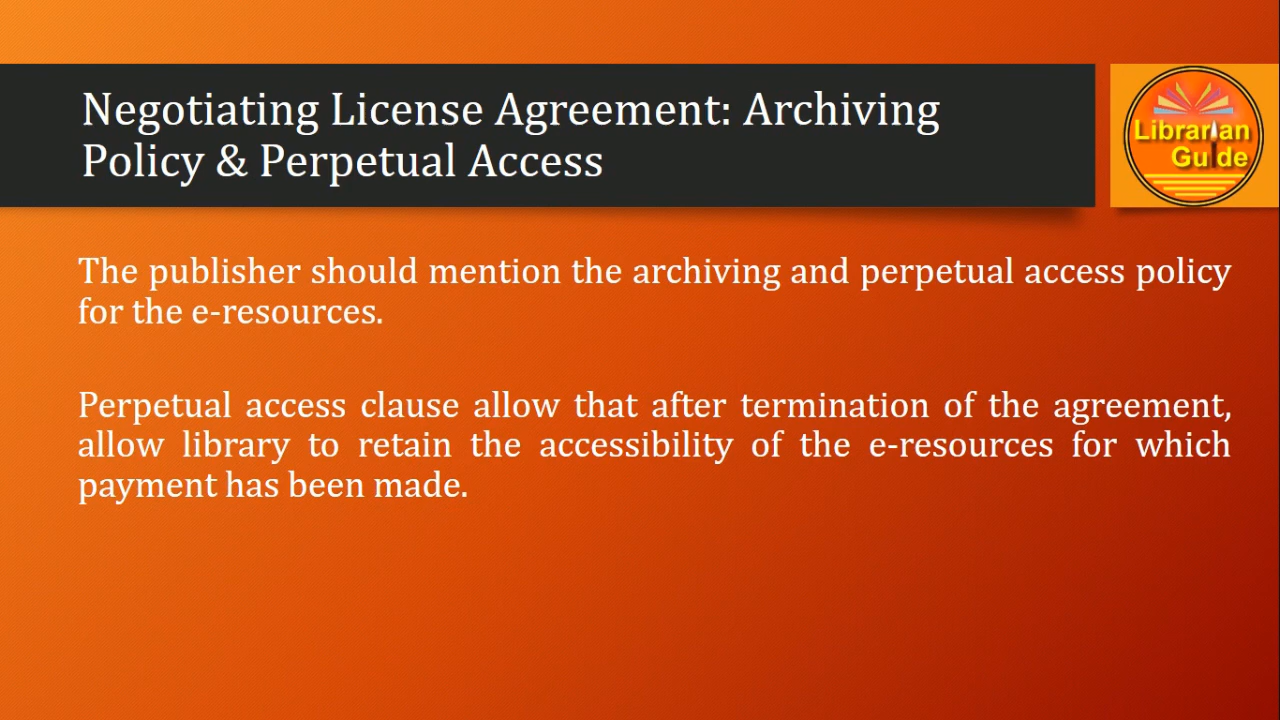 Negotiating License Agreement: Archiving
Policy & Perpetual Access
Librarian
Guide
The publisher should mention the archiving and perpetual access policy
for the e-resources.
Perpetual access clause allow that after termination of the agreement,
allow library to retain the accessibility of the e-resources for which
payment has been made.